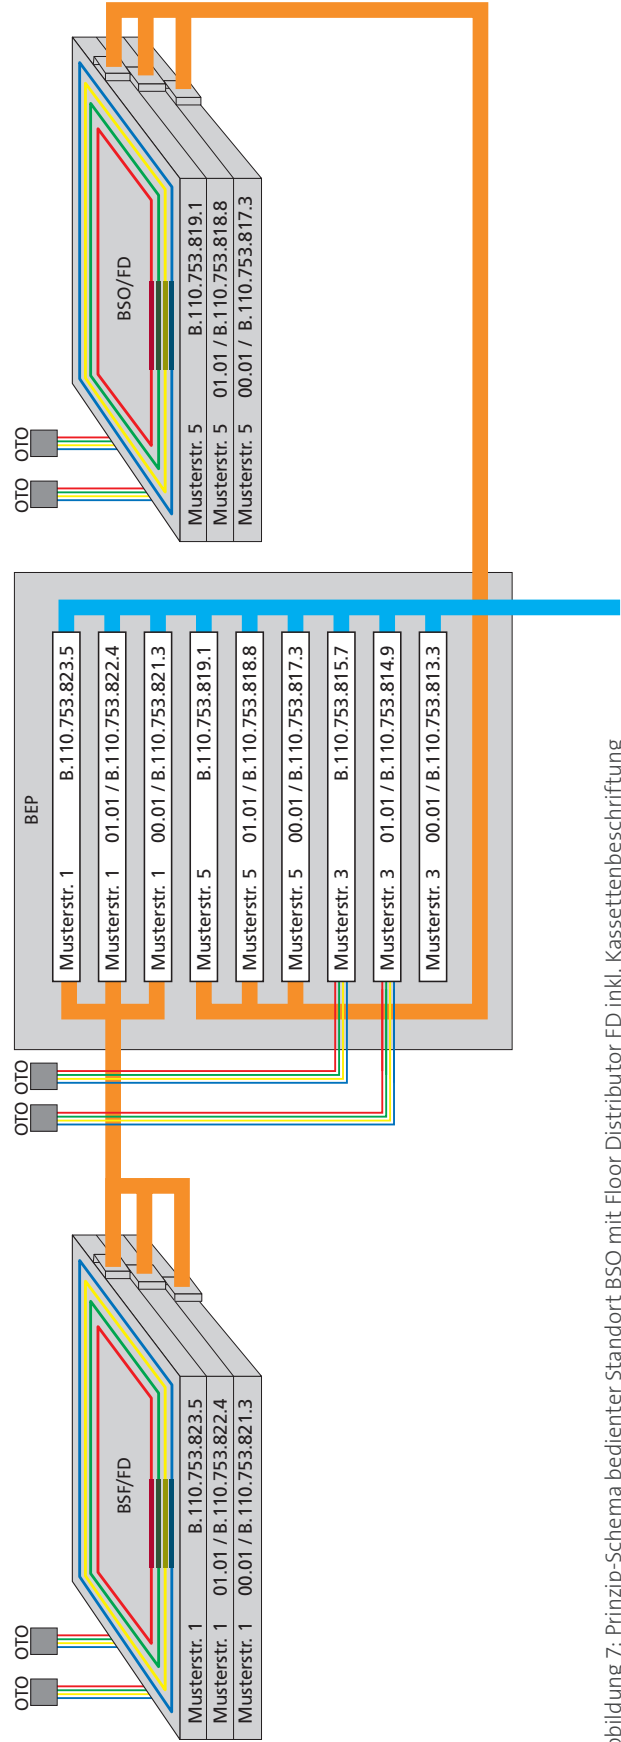 OTO
OTO
BSF/FD
Musterstr. 1 B.110.753.823.5
Musterstr. 1 01.01 / B.110.753.822.4
Musterstr. 1 00.01 / B.110.753.821.3
OTO
OTO
BEP
Musterstr. 1 B.110.753.823.5
Musterstr. 1 01.01 / B.110.753.822.4
Musterstr. 1 00.01 / B.110.753.821.3
Musterstr. 5 B.110.753.819.1
Musterstr. 5 01.01 / B.110.753.818.8
Musterstr. 5 00.01 / B.110.753.817.3
Musterstr. 3 B.110.753.815.7
Musterstr. 3 01.01 / B.110.753.814.9
Musterstr. 3 00.01 / B.110.753.813.3
OTO
OTO
BSO/FD
Musterstr. 5 B.110.753.819.1
Musterstr. 5 01.01 / B.110.753.818.8
Musterstr. 5 00.01 / B.110.753.817.3
bbildung 7: Prinzip-Schema bedienter Standort BSO mit Floor Distributor FD inkl. Kassettenbeschriftung